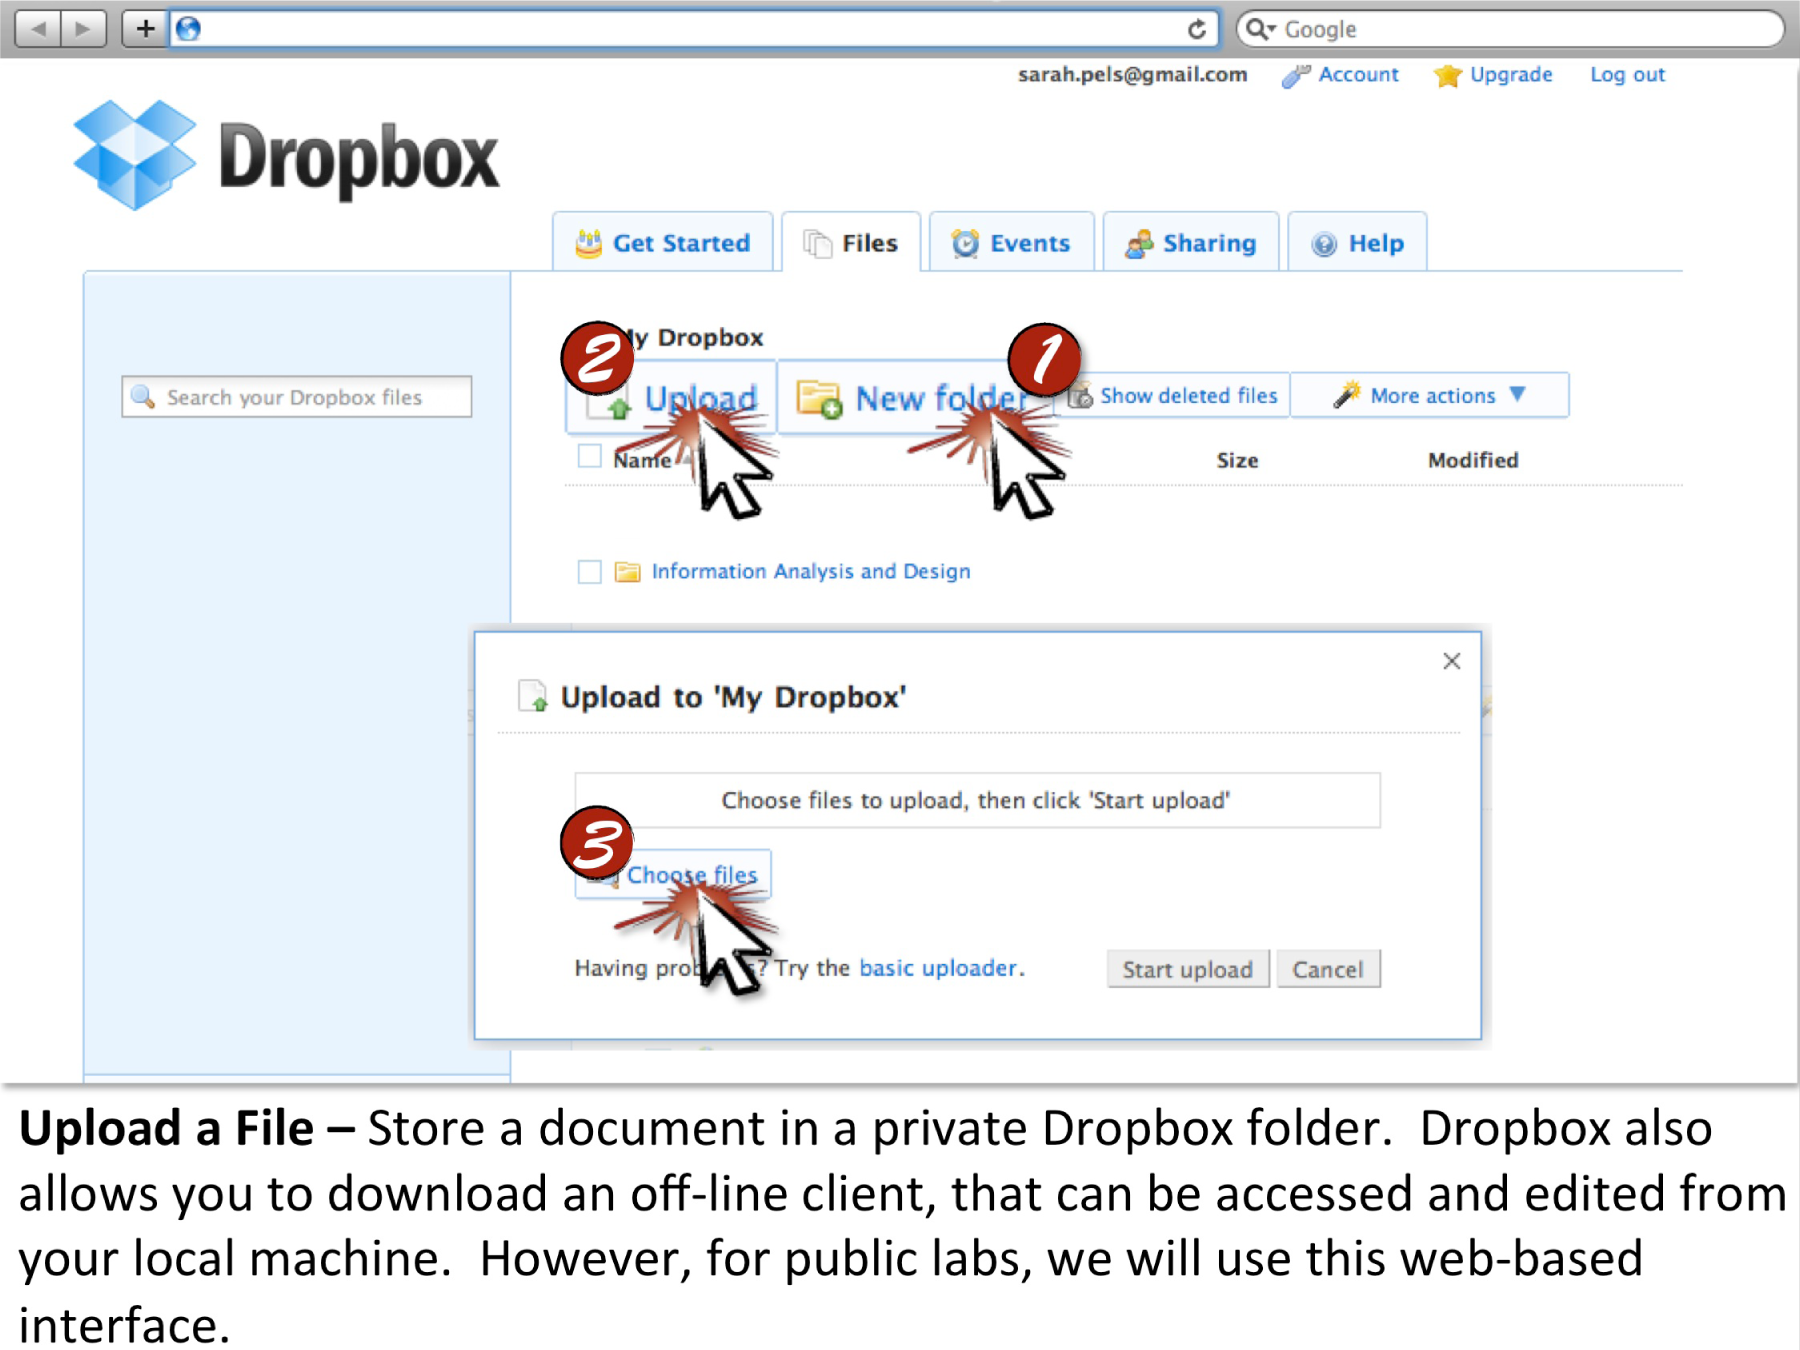 Google
sarah.pels@gmail.com Account Upgrade Log out
Dropbox
Get Started Files Events Sharing Help
2 My Dropbox 1
Search your Dropbox files
Upload New folder Show deleted files More actions
Name Size Modified
Information Analysis and Design
Upload to 'My Dropbox'
Choose files to upload, then click 'Start upload'
3
Choose files
Having problems? Try the basic uploader.
Start upload Cancel
Upload a File – Store a document in a private Dropbox folder. Dropbox also
allows you to download an off-line client, that can be accessed and edited from
your local machine. However, for public labs, we will use this web-based
interface.